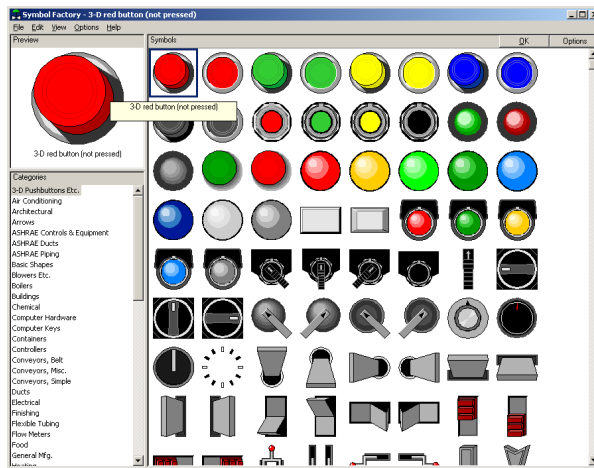 Symbol Factory - 3-D red button (not pressed)
File Edit View Options Help
Preview
3-D red button (not pressed)
3-D red button (not pressed)
Symbols
OK
Options
Categories
3-D Pushbuttons Etc.
Air Conditioning
Architectural
Arrows
ASHRAE Controls & Equipment
ASHRAE Ducts
ASHRAE Piping
Basic Shapes
Blowers Etc.
Boilers
Buildings
Chemical
Computer Hardware
Computer Keys
Containers
Controllers
Conveyors, Belt
Conveyors, Misc.
Conveyors, Simple
Ducts
Electrical
Finishing
Flexible Tubing
Flow Meters
Food
General Mfg.
Heating